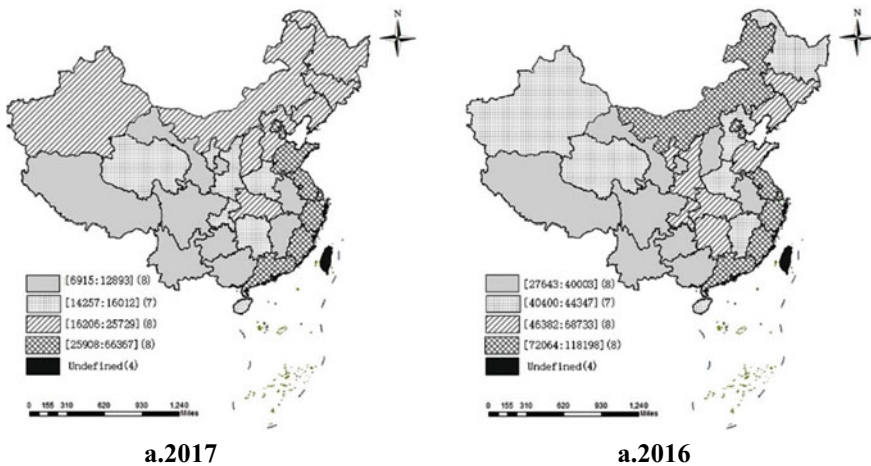 N
[6915:12893](8)
[14257:16012](7)
[16206:25729](8)
[25908:66367](8)
Undefined(4)
0 155 310 620 930 1,240
Miles
a.2017
N
[27643:40003](8)
[40400:44347](7)
[46382:68733](8)
[72064:118198](8)
Undefined(4)
0 155 310 620 930 1,240
Miles
a.2016